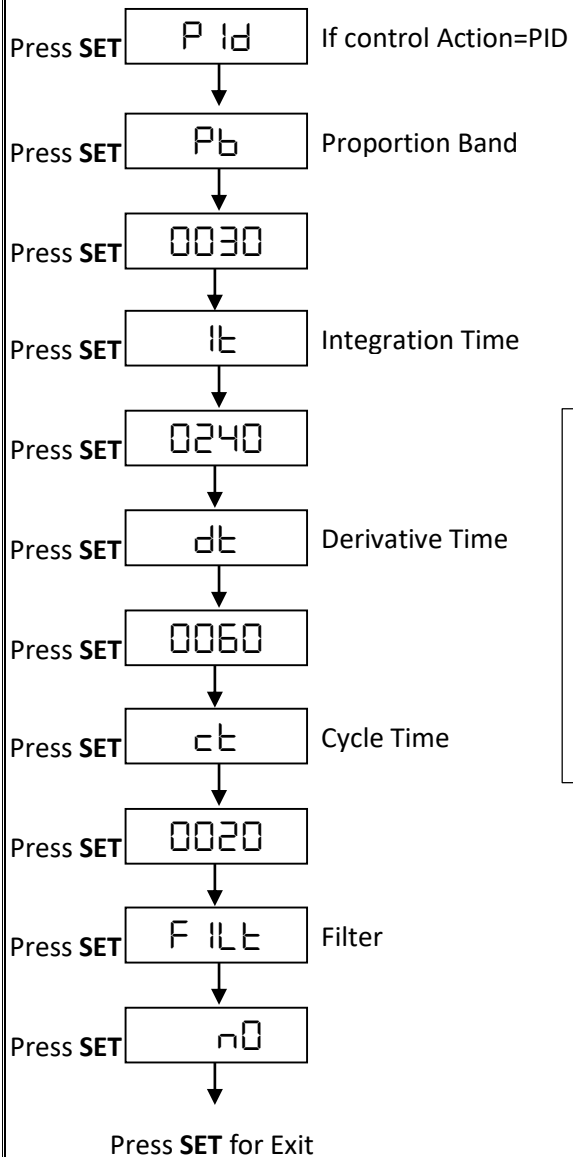 Press SET PId If control Action=PID
Press SET Pb Proportion Band
Press SET 0030
Press SET It Integration Time
Press SET 0240
Press SET dt Derivative Time
Press SET 0060
Press SET ct Cycle Time
Press SET 0020
Press SET FILt Filter
Press SET n0
Press SET for Exit